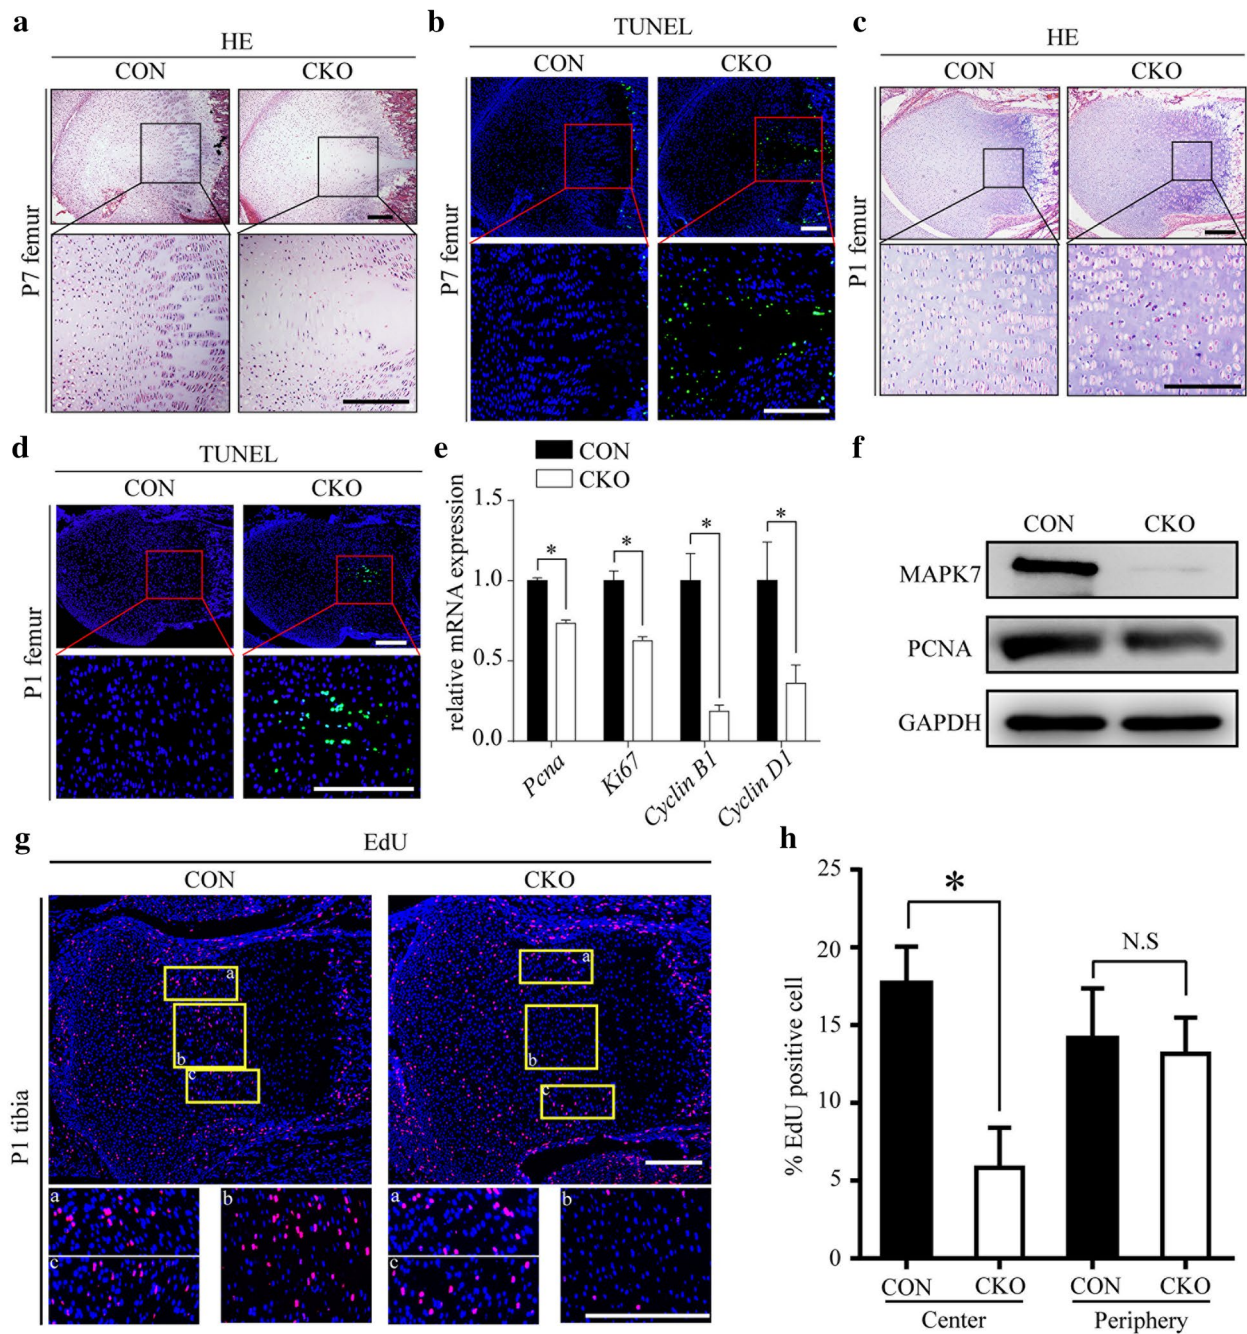 a
HE
CON CKO
P7 femur
b
TUNEL
CON CKO
P7 femur
c
HE
CON CKO
P1 femur
d
TUNEL
CON CKO
P1 femur
e
CON
CKO
relative mRNA expression
1.5
1.0
0.5
0.0
* * * *
Pcna Ki67 Cyclin B1 Cyclin D1
f
CON CKO
MAPK7
PCNA
GAPDH
g
EdU
CON CKO
P1 tibia
a a
b b
c c
a b a b
c c
h
% EdU positive cell
25
20
15
10
5
0
*
N.S
CON CKO CON CKO
Center Periphery